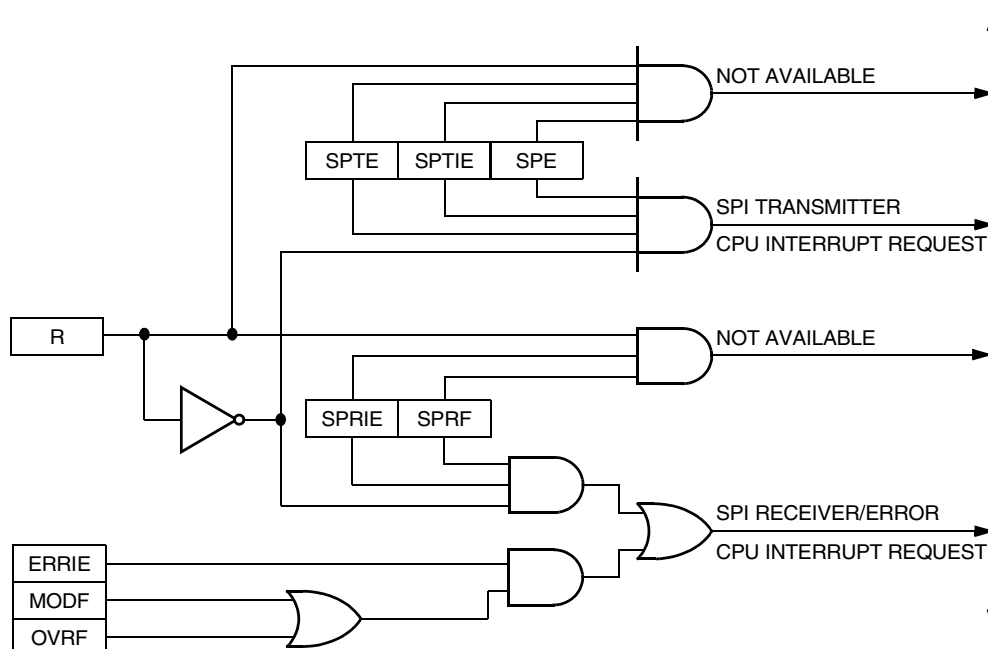 NOT AVAILABLE
SPTE SPTIE SPE
SPI TRANSMITTER
CPU INTERRUPT REQUEST
R
NOT AVAILABLE
SPRIE SPRF
SPI RECEIVER/ERROR
CPU INTERRUPT REQUEST
ERRIE
MODF
OVRF